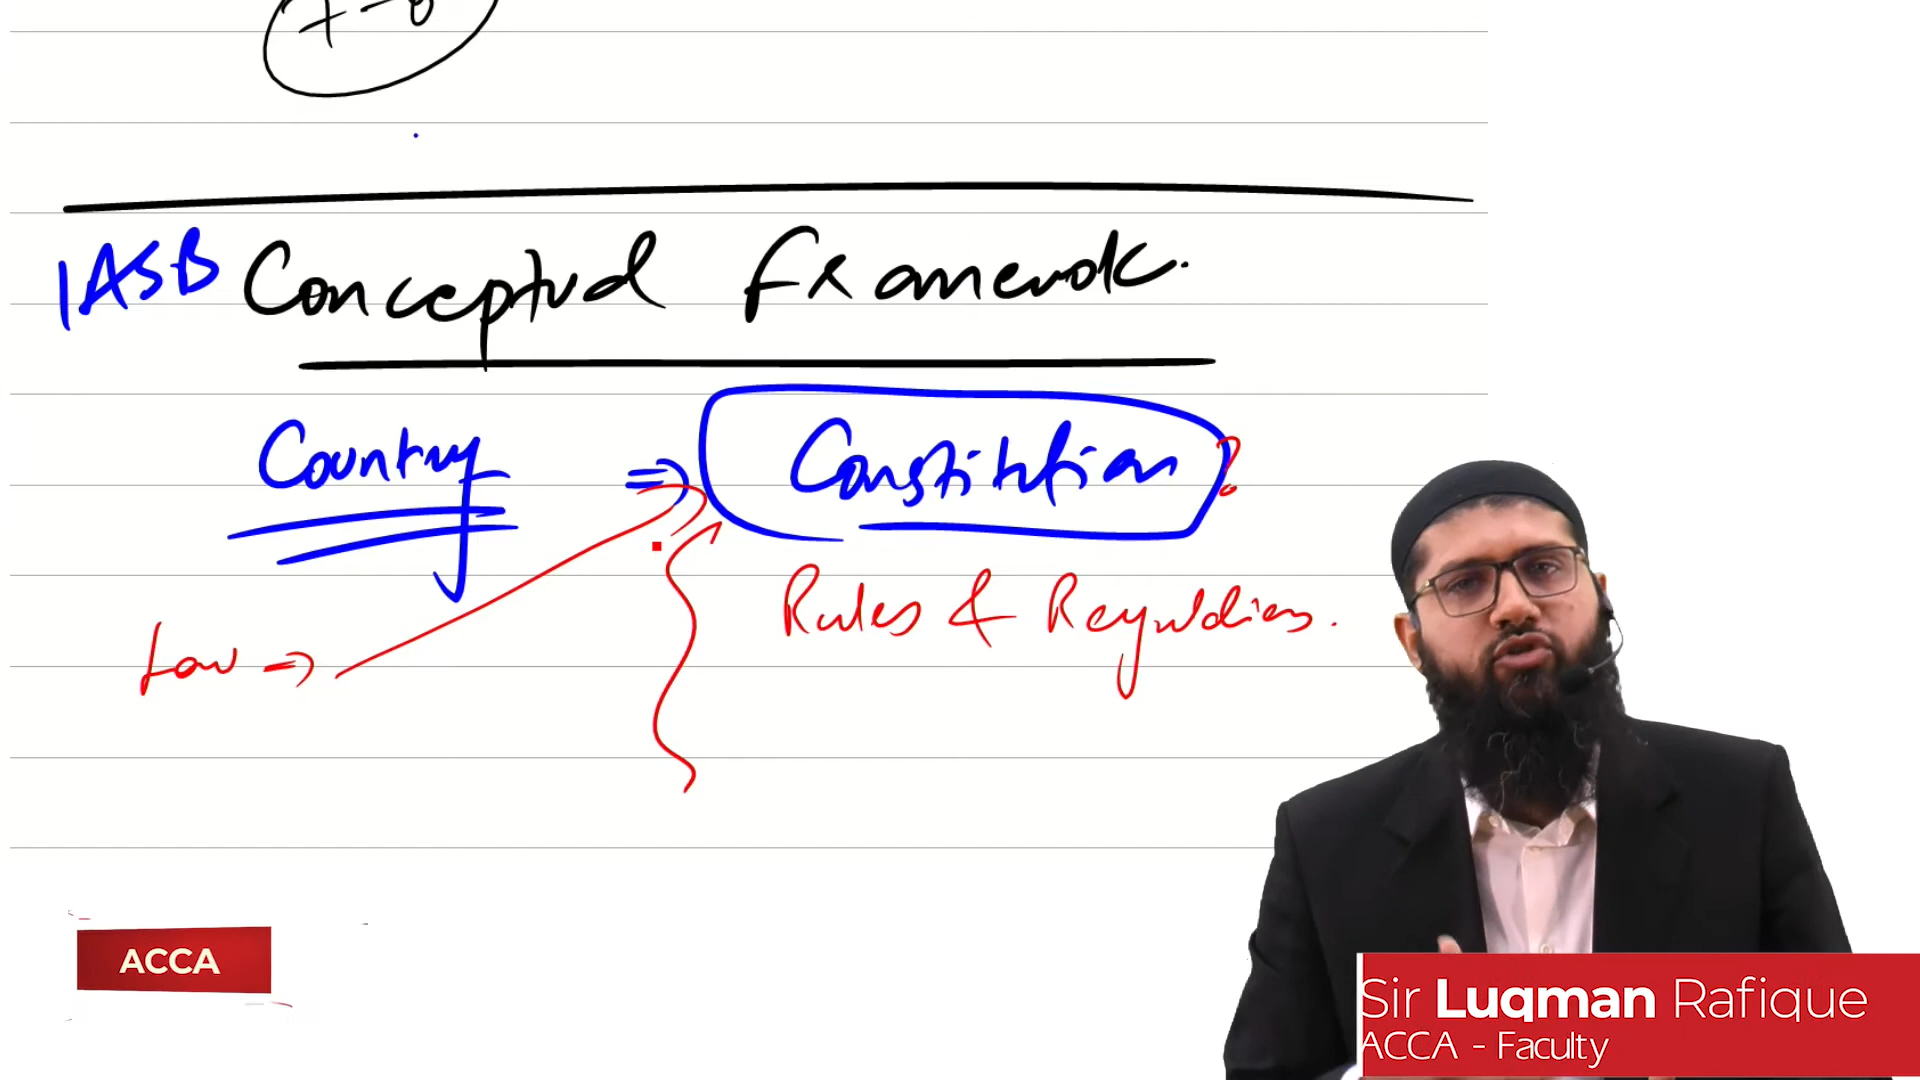 IASB Conceptual Framework.
Country => Constitution ?
Rules & Regulations.
Law =>
ACCA
Sir Luqman Rafique
ACCA - Faculty